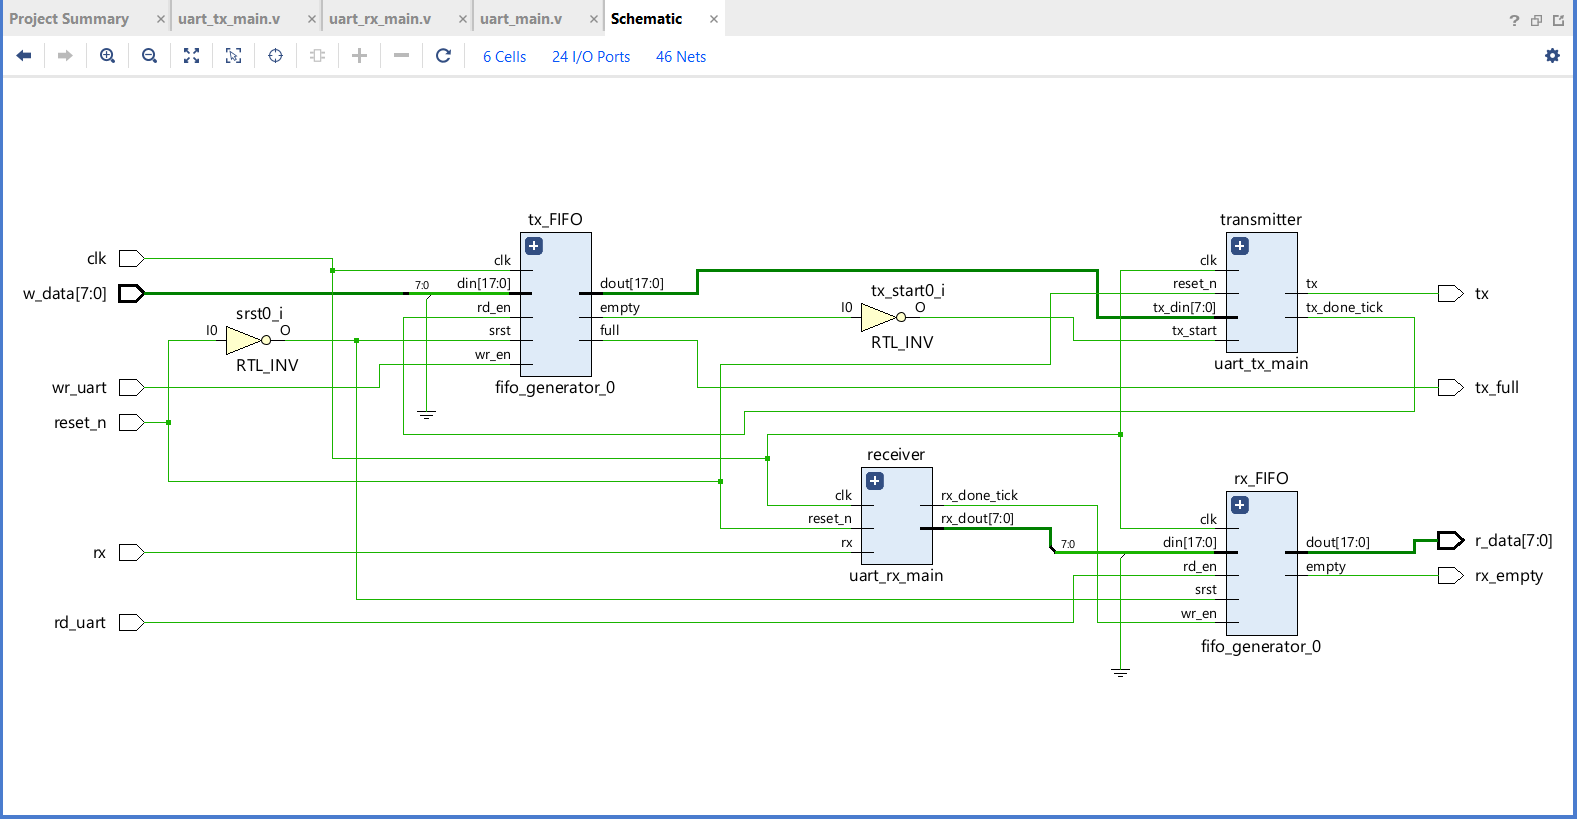 Project Summary × uart_tx_main.v × uart_rx_main.v × uart_main.v × Schematic × ?
6 Cells 24 I/O Ports 46 Nets
tx_FIFO transmitter
clk
w_data[7:0]
7:0
clk
din[17:0]
rd_en
srst
wr_en
dout[17:0]
empty
full
fifo_generator_0
srst0_i
I0 O
RTL_INV
tx_start0_i
I0 O
RTL_INV
clk
reset_n
tx_din[7:0]
tx_start
tx
tx_done_tick
uart_tx_main
tx
wr_uart
tx_full
reset_n
receiver
clk
reset_n
rx
rx_done_tick
rx_dout[7:0]
uart_rx_main
7:0
rx_FIFO
clk
din[17:0]
rd_en
srst
wr_en
dout[17:0]
empty
fifo_generator_0
r_data[7:0]
rx_empty
rx
rd_uart